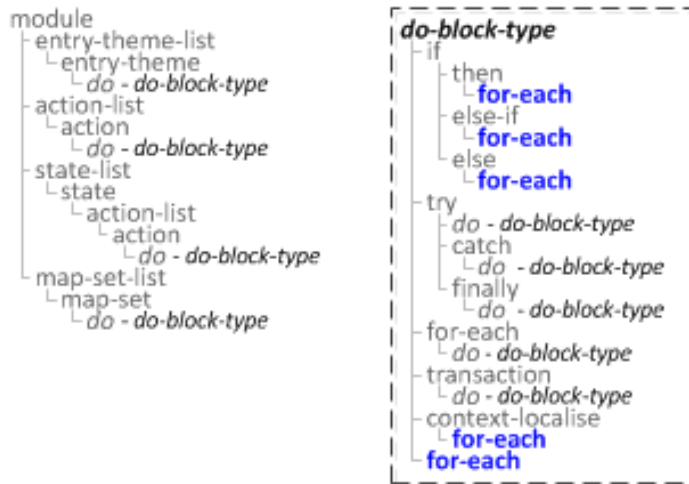 module
entry-theme-list
entry-theme
do - do-block-type
action-list
action
do - do-block-type
state-list
state
action-list
action
do - do-block-type
map-set-list
map-set
do - do-block-type
do-block-type
if
then
for-each
else-if
for-each
else
for-each
try
do - do-block-type
catch
do - do-block-type
finally
do - do-block-type
for-each
do - do-block-type
transaction
do - do-block-type
context-localise
for-each
for-each